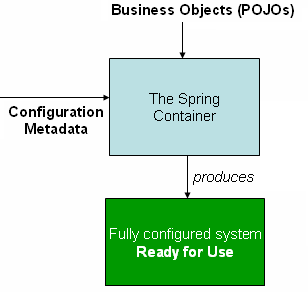 Business Objects (POJOs)
The Spring
Container
Configuration
Metadata
produces
Fully configured system
Ready for Use